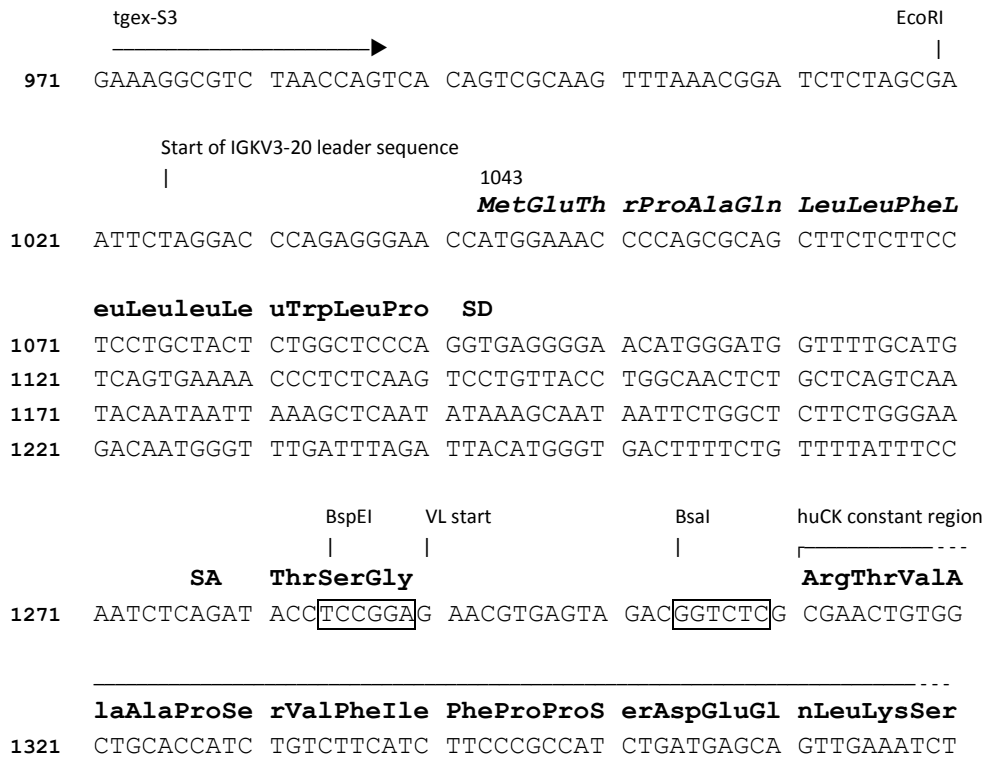 tgex-S3 EcoRI
971 GAAAGGCGTC TAACCAGTCA CAGTCGCAAG TTTAAACGGA TCTCTAGCGA
Start of IGKV3-20 leader sequence
1043
MetGluTh rProAlaGln LeuLeuPheL
1021 ATTCTAGGAC CCAGAGGGAA CCATGGAAAC CCCAGCGCAG CTTCTCTTCC
euLeuleuLe uTrpLeuPro SD
1071 TCCTGCTACT CTGGCTCCCA GGTGAGGGGA ACATGGGATG GTTTTGCATG
1121 TCAGTGAAAA CCCTCTCAAG TCCTGTTACC TGGCAACTCT GCTCAGTCAA
1171 TACAATAATT AAAGCTCAAT ATAAAGCAAT AATTCTGGCT CTTCTGGGAA
1221 GACAATGGGT TTGATTTAGA TTACATGGGT GACTTTTCTG TTTTATTTCC
BspEI VL start BsaI huCK constant region
SA ThrSerGly ArgThrValA
1271 AATCTCAGAT ACCTCCGGAG AACGTGAGTA GACGGTCTCG CGAACTGTGG
laAlaProSe rValPheIle PheProProS erAspGluGl nLeuLysSer
1321 CTGCACCATC TGTCTTCATC TTCCCGCCAT CTGATGAGCA GTTGAAATCT